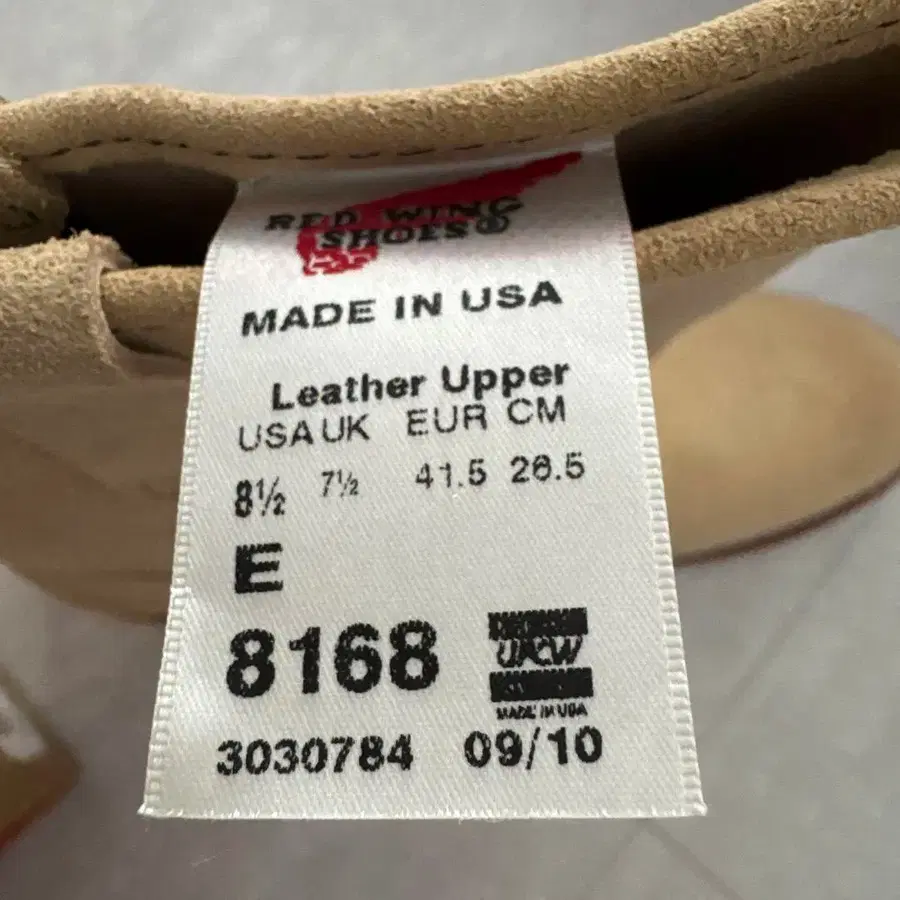 RED WING
SHOES®
MADE IN USA
Leather Upper
USA UK EUR CM
8½ 7½ 41.5 26.5
E
8168
UFCW
MADE IN USA
3030784 09/10